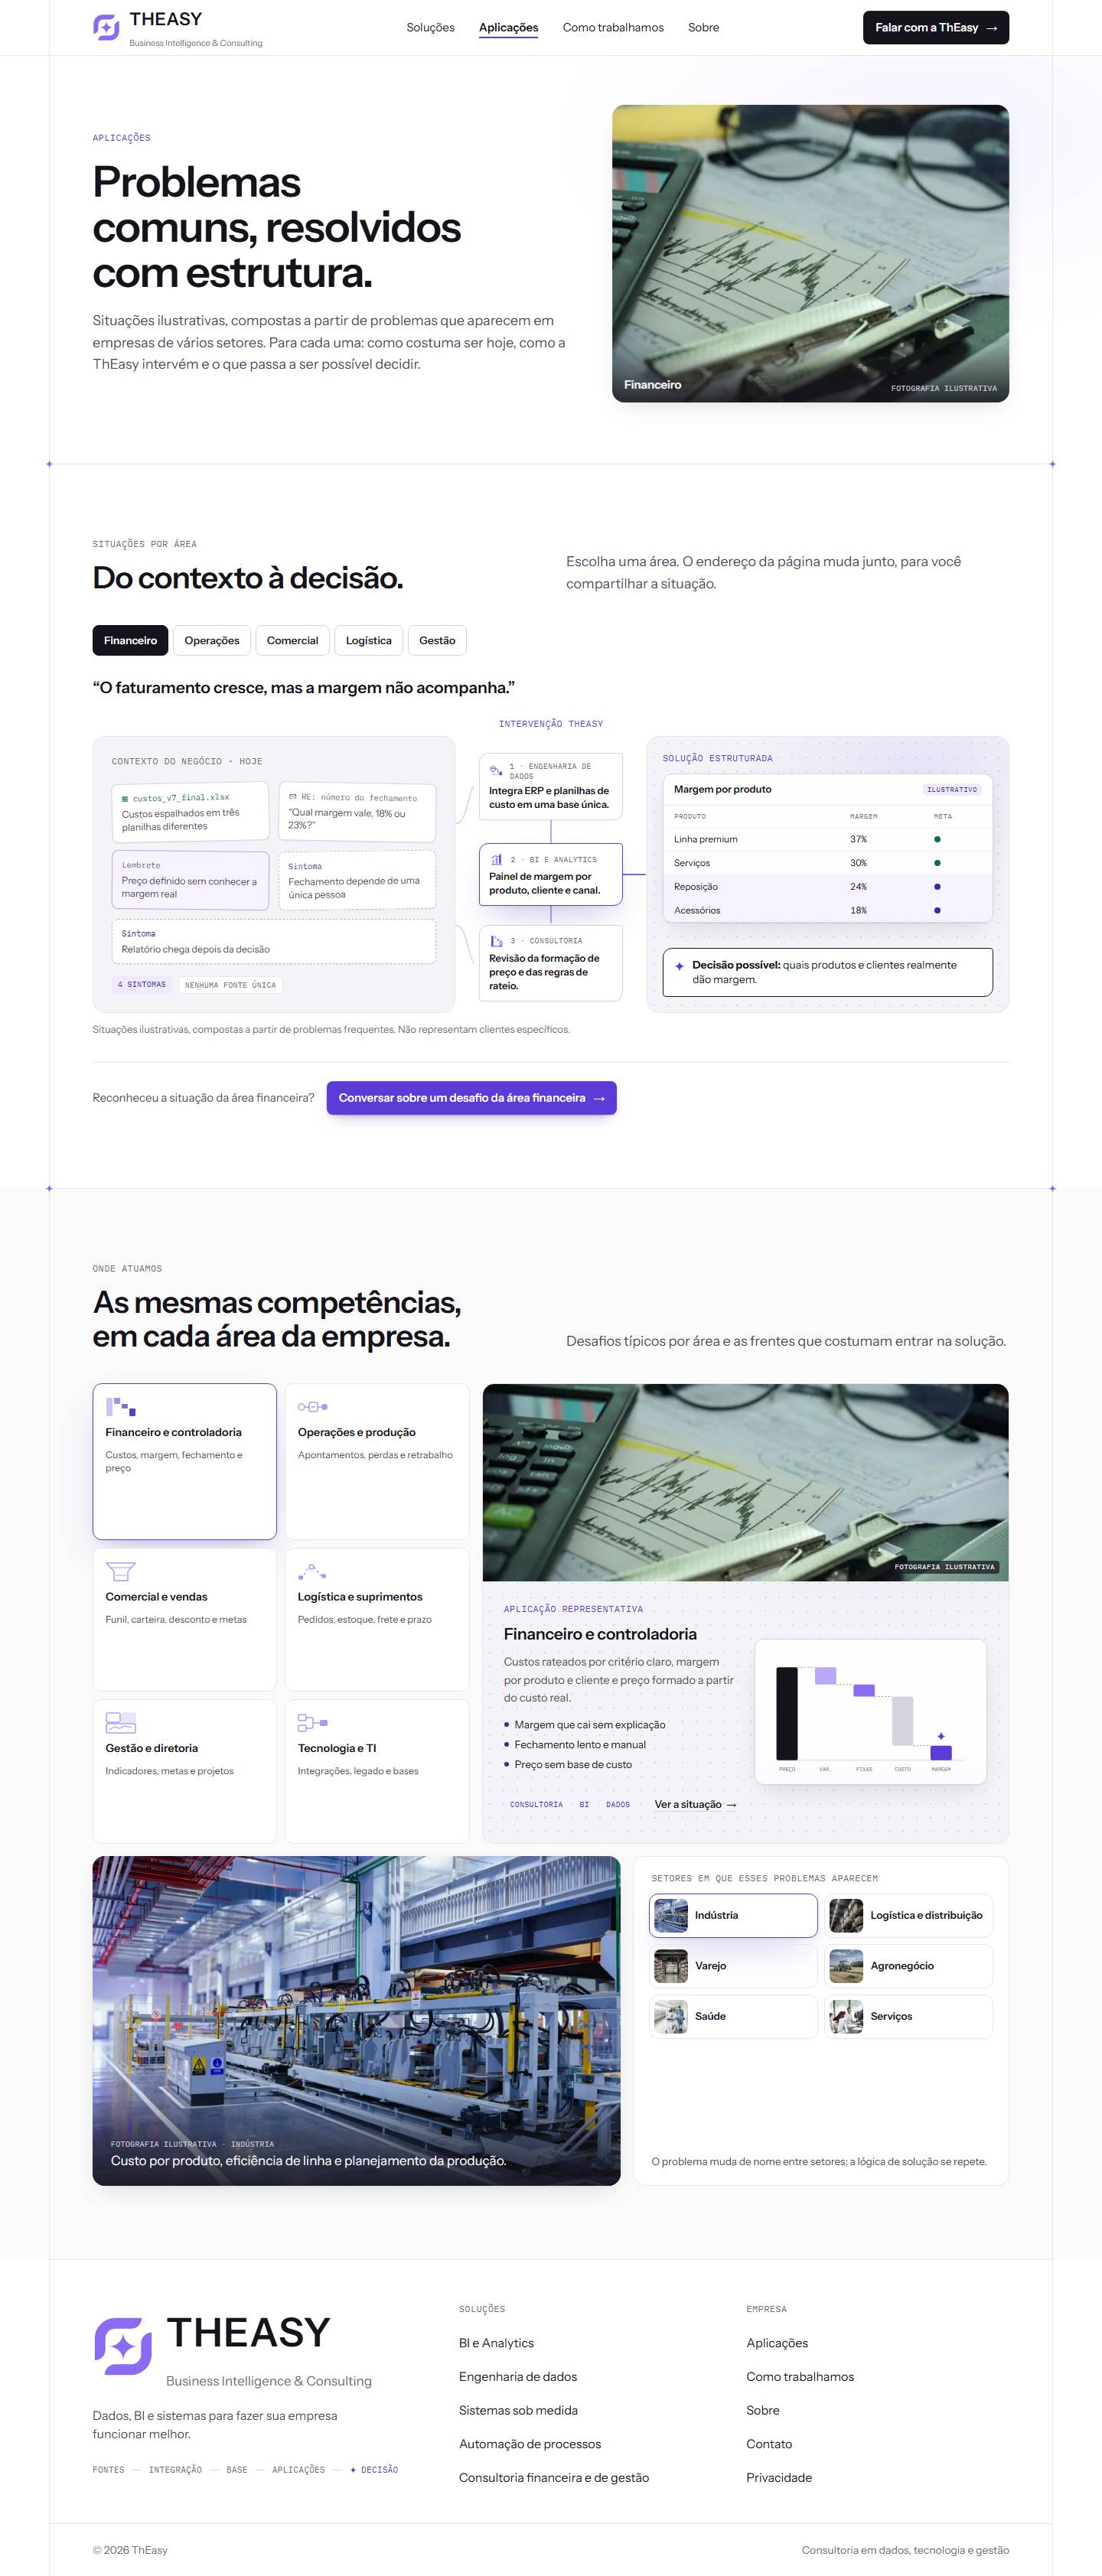 THEASY
Business Intelligence & Consulting
Soluções
Aplicações
Como trabalhamos
Sobre
Falar com a ThEasy →
APLICAÇÕES
Problemas
comuns, resolvidos
com estrutura.
Situações ilustrativas, compostas a partir de problemas que aparecem em
empresas de vários setores. Para cada uma: como costuma ser hoje, como a
ThEasy intervém e o que passa a ser possível decidir.
Financeiro
FOTOGRAFIA ILUSTRATIVA
SITUAÇÕES POR ÁREA
Do contexto à decisão.
Escolha uma área. O endereço da página muda junto, para você
compartilhar a situação.
Financeiro
Operações
Comercial
Logística
Gestão
“O faturamento cresce, mas a margem não acompanha.”
INTERVENÇÃO THEASY
CONTEXTO DO NEGÓCIO · HOJE
custos_v7_final.xlsx
Custos espalhados em três
planilhas diferentes
RE: número do fechamento
“Qual margem vale, 18% ou
23%?”
Lembrete
Preço definido sem conhecer a
margem real
Sintoma
Fechamento depende de uma
única pessoa
Sintoma
Relatório chega depois da decisão
4 SINTOMAS
NENHUMA FONTE ÚNICA
1 · ENGENHARIA DE
DADOS
Integra ERP e planilhas de
custo em uma base única.
2 · BI E ANALYTICS
Painel de margem por
produto, cliente e canal.
3 · CONSULTORIA
Revisão da formação de
preço e das regras de
rateio.
SOLUÇÃO ESTRUTURADA
Margem por produto
ILUSTRATIVO
PRODUTO MARGEM META
Linha premium 37%
Serviços 30%
Reposição 24%
Acessórios 18%
Decisão possível: quais produtos e clientes realmente
dão margem.
Situações ilustrativas, compostas a partir de problemas frequentes. Não representam clientes específicos.
Reconheceu a situação da área financeira?
Conversar sobre um desafio da área financeira →
ONDE ATUAMOS
As mesmas competências,
em cada área da empresa.
Desafios típicos por área e as frentes que costumam entrar na solução.
Financeiro e controladoria
Custos, margem, fechamento e
preço
Operações e produção
Apontamentos, perdas e retrabalho
Comercial e vendas
Funil, carteira, desconto e metas
Logística e suprimentos
Pedidos, estoque, frete e prazo
Gestão e diretoria
Indicadores, metas e projetos
Tecnologia e TI
Integrações, legado e bases
FOTOGRAFIA ILUSTRATIVA
APLICAÇÃO REPRESENTATIVA
Financeiro e controladoria
Custos rateados por critério claro, margem
por produto e cliente e preço formado a partir
do custo real.
Margem que cai sem explicação
Fechamento lento e manual
Preço sem base de custo
CONSULTORIA BI DADOS
Ver a situação →
PREÇO VAR. FIXAS CUSTO MARGEM
FOTOGRAFIA ILUSTRATIVA · INDÚSTRIA
Custo por produto, eficiência de linha e planejamento da produção.
SETORES EM QUE ESSES PROBLEMAS APARECEM
Indústria
Logística e distribuição
Varejo
Agronegócio
Saúde
Serviços
O problema muda de nome entre setores; a lógica de solução se repete.
THEASY
Business Intelligence & Consulting
Dados, BI e sistemas para fazer sua empresa
funcionar melhor.
FONTES — INTEGRAÇÃO — BASE — APLICAÇÕES — DECISÃO
SOLUÇÕES
BI e Analytics
Engenharia de dados
Sistemas sob medida
Automação de processos
Consultoria financeira e de gestão
EMPRESA
Aplicações
Como trabalhamos
Sobre
Contato
Privacidade
© 2026 ThEasy
Consultoria em dados, tecnologia e gestão